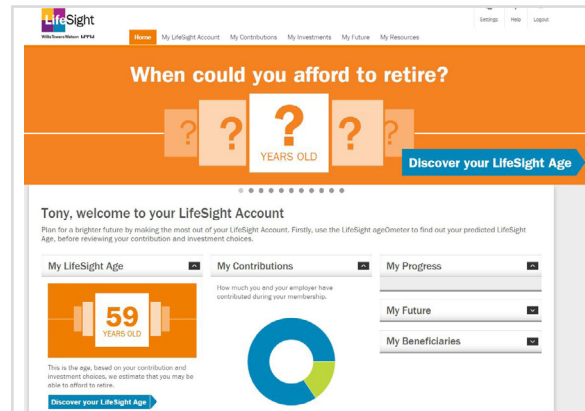 LifeSight
Settings Help Logout
Willis Towers Watson
Home My LifeSight Account My Contributions My Investments My Future My Resources
When could you afford to retire?
? ? ? ? ?
YEARS OLD
Discover your LifeSight Age
Tony, welcome to your LifeSight Account
Plan for a brighter future by making the most out of your LifeSight Account. Firstly, use the LifeSight ageOmeter to find out your predicted LifeSight
Age, before reviewing your contribution and investment choices.
My LifeSight Age
59
YEARS OLD
This is the age, based on your contribution and
investment choices, we estimate that you may be
able to afford to retire.
Discover your LifeSight Age
My Contributions
How much you and your employer have
contributed during your membership.
My Progress
My Future
My Beneficiaries